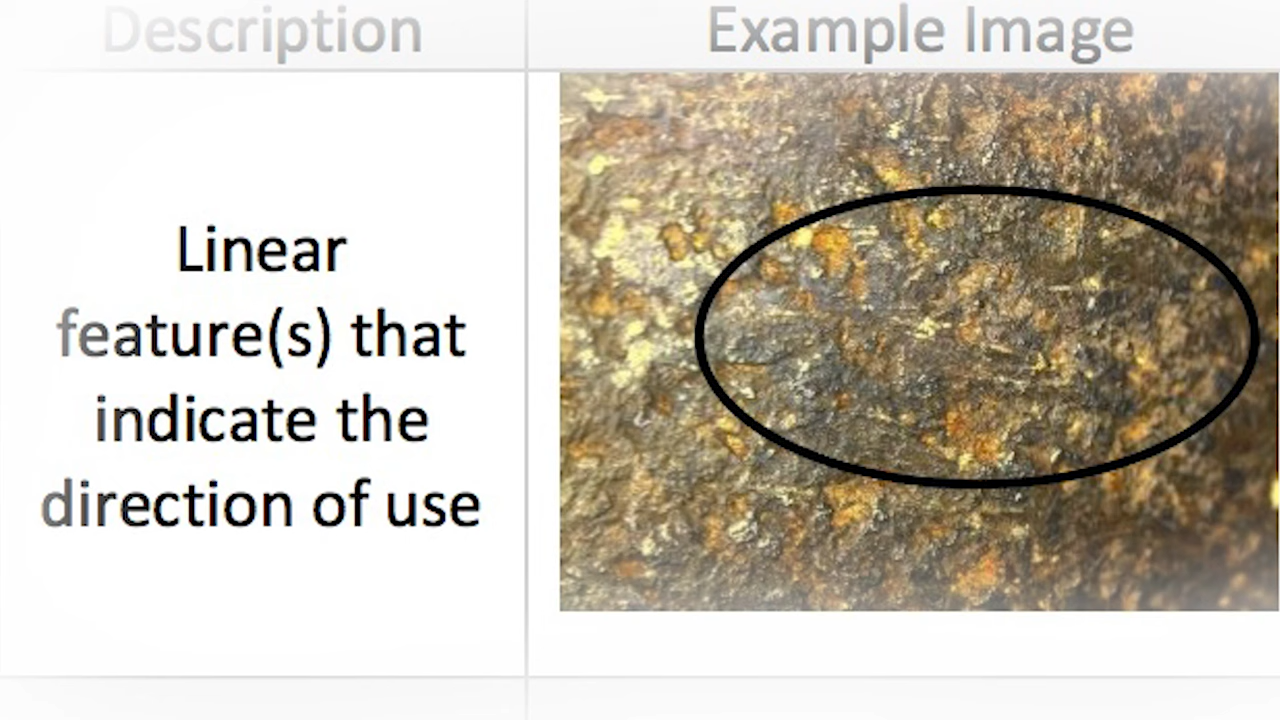 Description
Example Image
Linear
feature(s) that
indicate the
direction of use